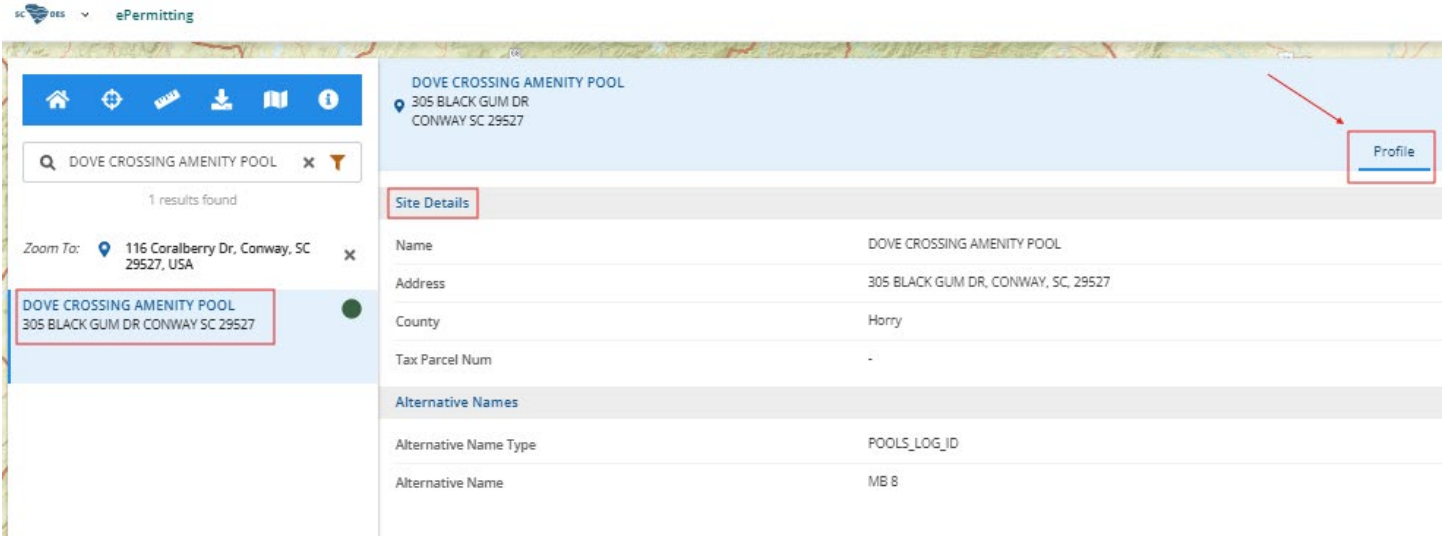 SC DES ePermitting
DOVE CROSSING AMENITY POOL
1 results found
Zoom To: 116 Coralberry Dr, Conway, SC
29527, USA
DOVE CROSSING AMENITY POOL
305 BLACK GUM DR CONWAY SC 29527
DOVE CROSSING AMENITY POOL
305 BLACK GUM DR
CONWAY SC 29527
Profile
Site Details
Name DOVE CROSSING AMENITY POOL
Address 305 BLACK GUM DR, CONWAY, SC, 29527
County Horry
Tax Parcel Num -
Alternative Names
Alternative Name Type POOLS_LOG_ID
Alternative Name MB 8